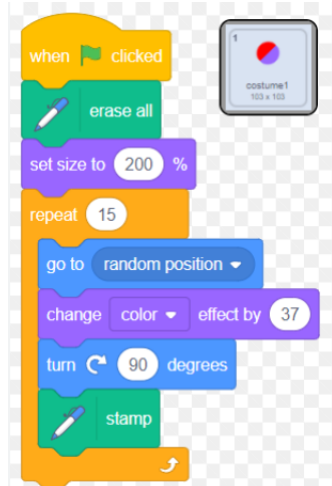 when clicked
1
costume1
103 x 103
erase all
set size to 200 %
repeat 15
go to random position
change color effect by 37
turn 90 degrees
stamp